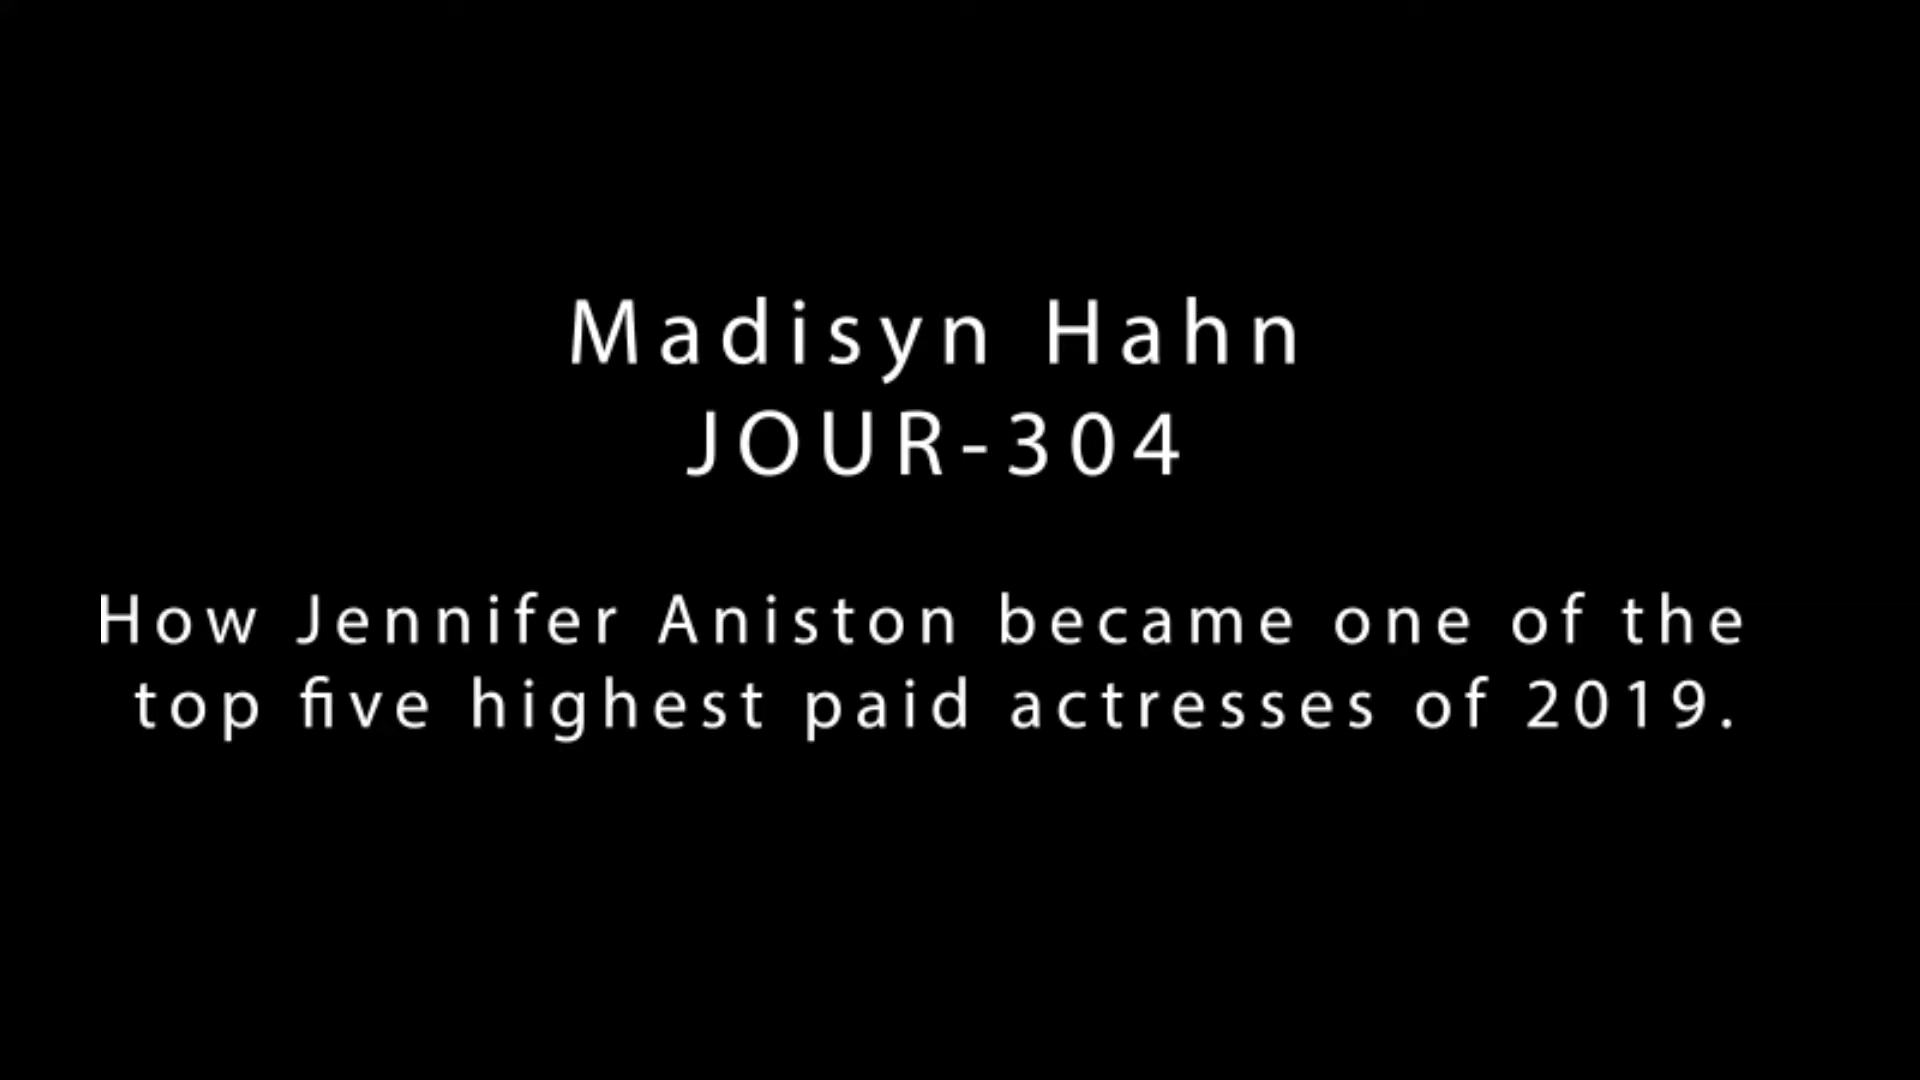 Madisyn Hahn
JOUR-304
How Jennifer Aniston became one of the
top five highest paid actresses of 2019.